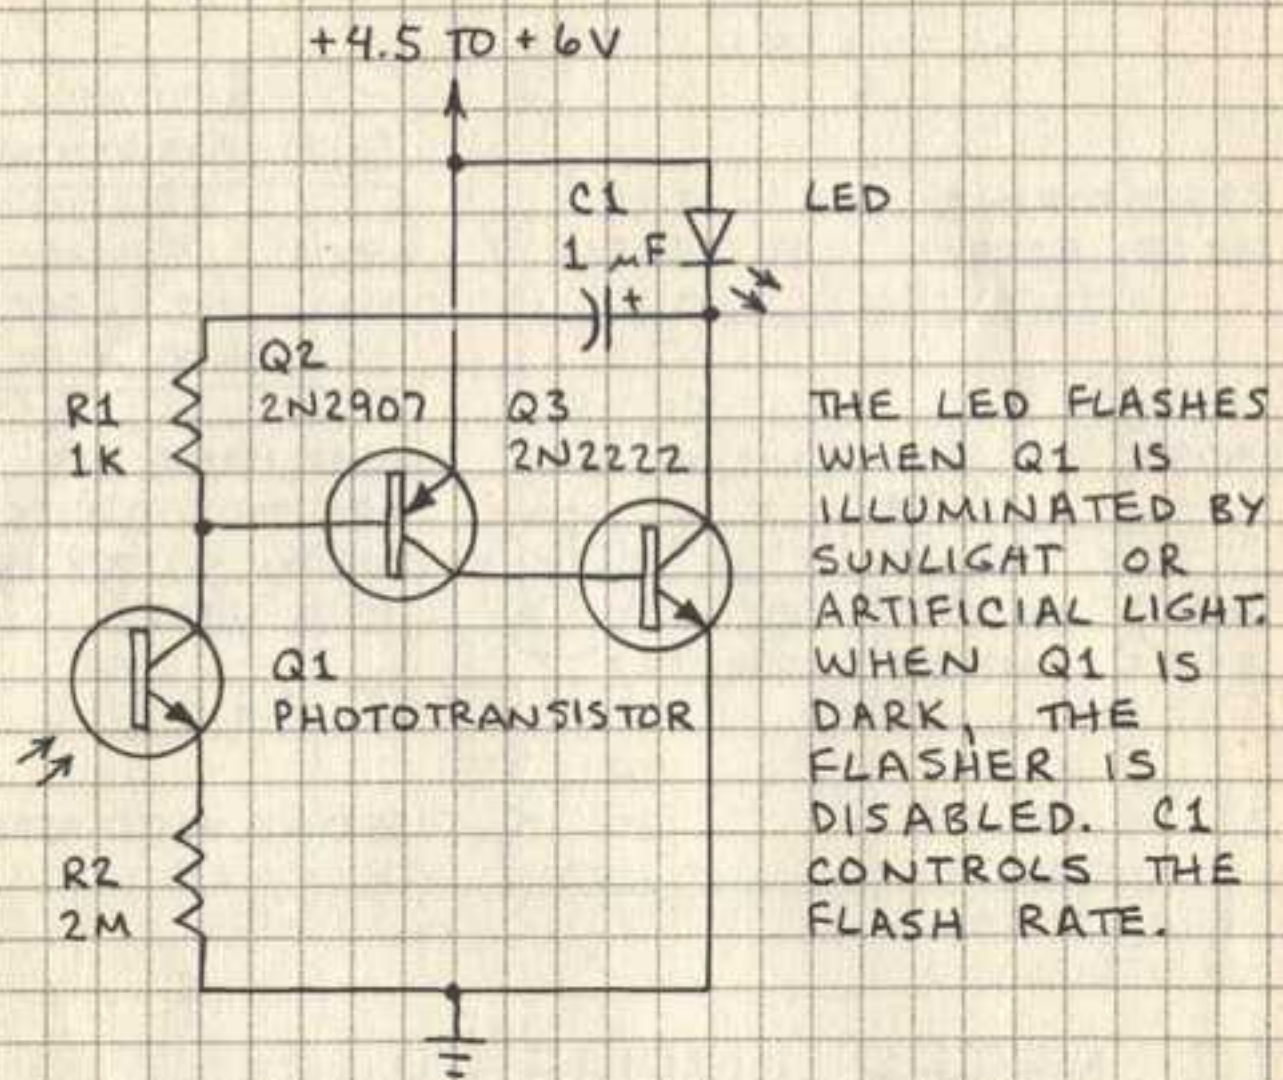 +4.5 TO +6V
C1
1 µF
+
LED
Q2
2N2907
R1
1K
Q3
2N2222
Q1
PHOTOTRANSISTOR
R2
2M
THE LED FLASHES
WHEN Q1 IS
ILLUMINATED BY
SUNLIGHT OR
ARTIFICIAL LIGHT.
WHEN Q1 IS
DARK, THE
FLASHER IS
DISABLED. C1
CONTROLS THE
FLASH RATE.